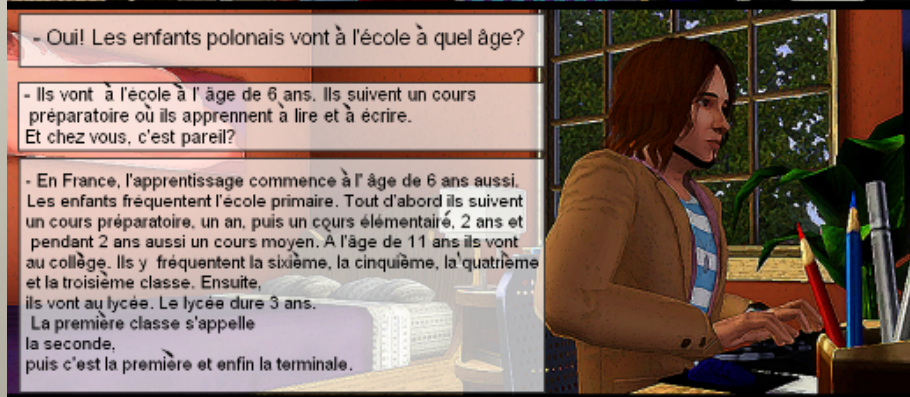 - Oui! Les enfants polonais vont à l'école à quel âge?
- Ils vont à l'école à l' âge de 6 ans. Ils suivent un cours
préparatoire où ils apprennent à lire et à écrire.
Et chez vous, c'est pareil?
- En France, l'apprentissage commence à l' âge de 6 ans aussi.
Les enfants fréquentent l'école primaire. Tout d'abord ils suivent
un cours préparatoire, un an, puis un cours élémentairé, 2 ans et
pendant 2 ans aussi un cours moyen. A l'âge de 11 ans ils vont
au collège. Ils y fréquentent la sixième, la cinquième, la quatrième
et la troisième classe. Ensuite,
ils vont au lycée. Le lycée dure 3 ans.
La première classe s'appelle
la seconde,
puis c'est la première et enfin la terminale.